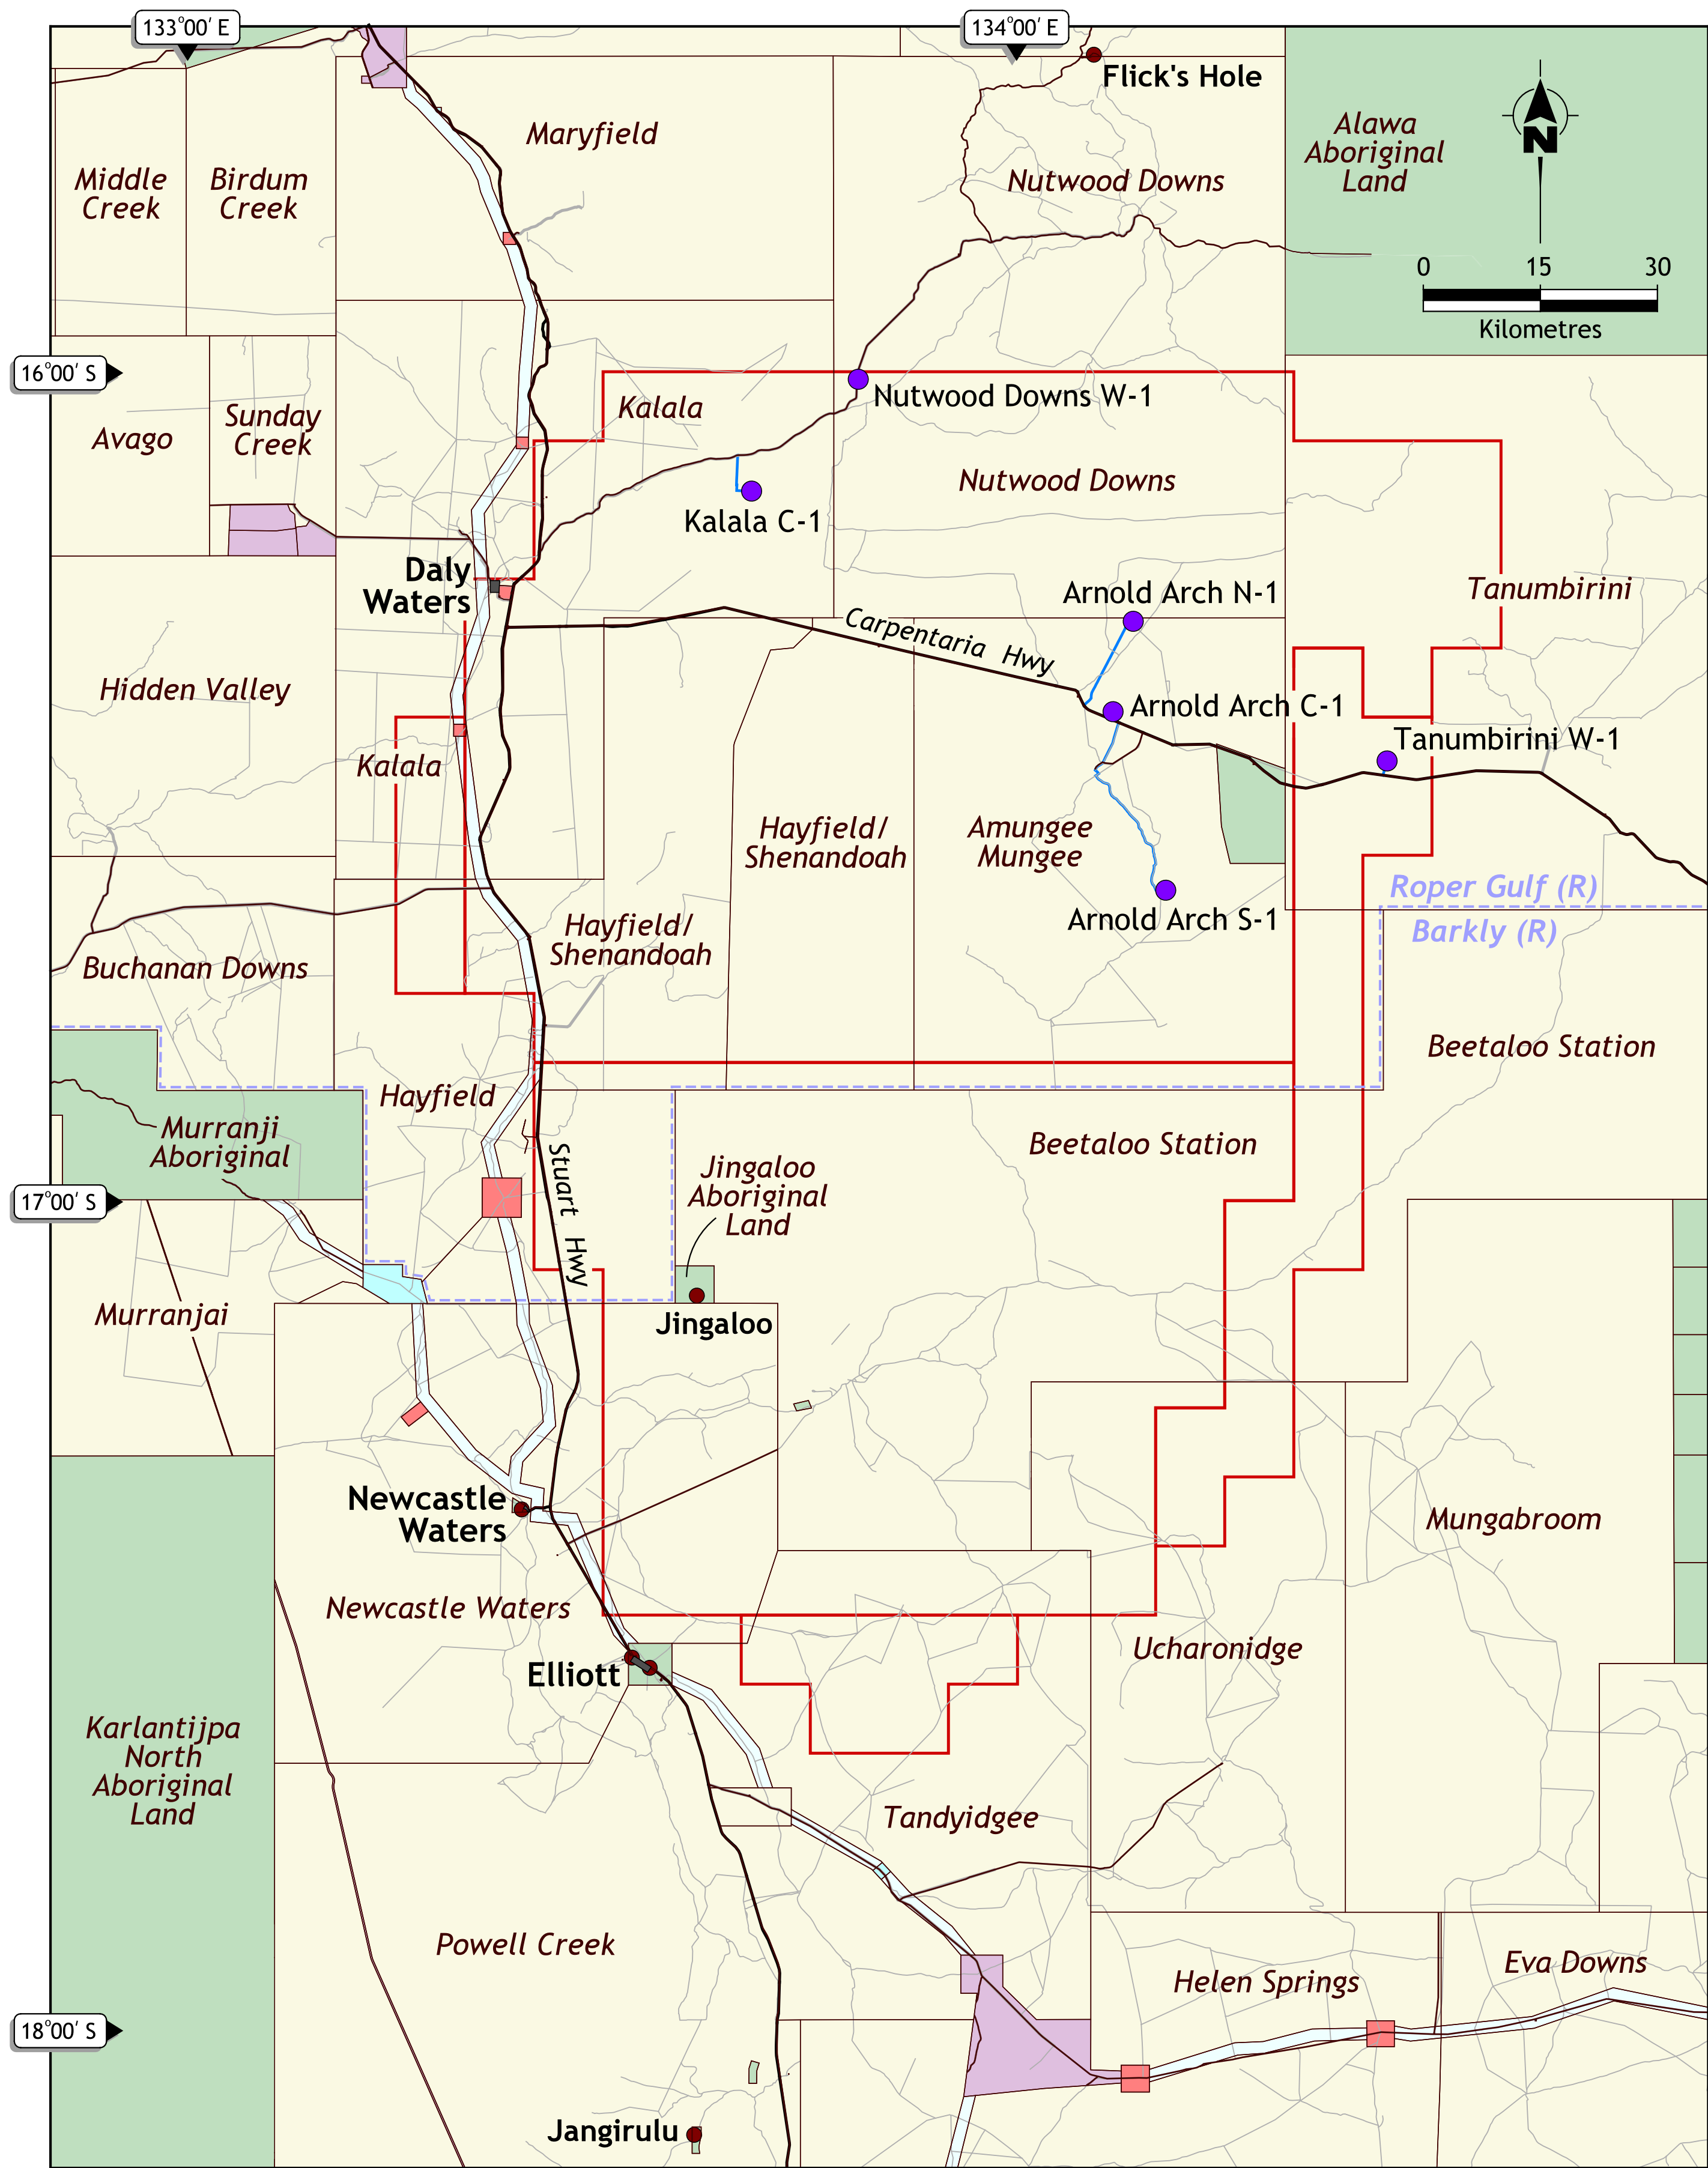 133°00' E
134°00' E
Flick's Hole
Maryfield
Alawa
Aboriginal
Land
N
Middle
Creek
Birdum
Creek
Nutwood Downs
0 15 30
Kilometres
16°00' S
Nutwood Downs W-1
Kalala
Sunday
Creek
Avago
Nutwood Downs
Kalala C-1
Daly
Waters
Arnold Arch N-1
Tanumbirini
Carpentaria Hwy
Hidden Valley
Arnold Arch C-1
Tanumbirini W-1
Kalala
Hayfield/
Shenandoah
Amungee
Mungee
Roper Gulf (R)
Arnold Arch S-1
Barkly (R)
Hayfield/
Shenandoah
Buchanan Downs
Beetaloo Station
Hayfield
Murranji
Aboriginal
Stuart Hwy
Beetaloo Station
Jingaloo
Aboriginal
Land
17°00' S
Murranjai
Jingaloo
Newcastle
Waters
Mungabroom
Newcastle Waters
Ucharonidge
Elliott
Karlantijpa
North
Aboriginal
Land
Tandyidgee
Powell Creek
Eva Downs
Helen Springs
18°00' S
Jangirulu